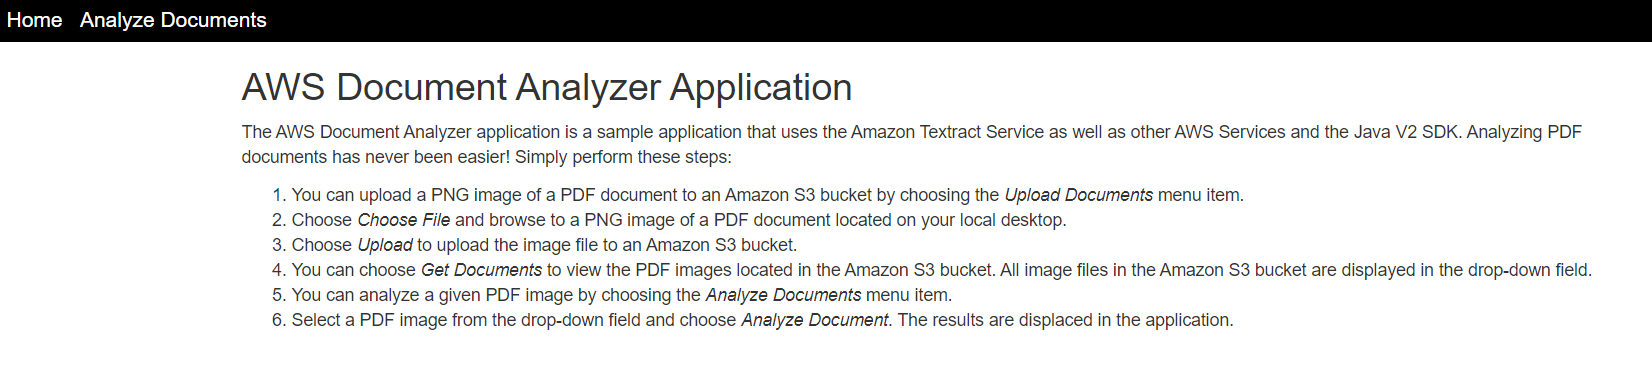 Home Analyze Documents
AWS Document Analyzer Application
The AWS Document Analyzer application is a sample application that uses the Amazon Textract Service as well as other AWS Services and the Java V2 SDK. Analyzing PDF
documents has never been easier! Simply perform these steps:
1. You can upload a PNG image of a PDF document to an Amazon S3 bucket by choosing the Upload Documents menu item.
2. Choose Choose File and browse to a PNG image of a PDF document located on your local desktop.
3. Choose Upload to upload the image file to an Amazon S3 bucket.
4. You can choose Get Documents to view the PDF images located in the Amazon S3 bucket. All image files in the Amazon S3 bucket are displayed in the drop-down field.
5. You can analyze a given PDF image by choosing the Analyze Documents menu item.
6. Select a PDF image from the drop-down field and choose Analyze Document. The results are displaced in the application.